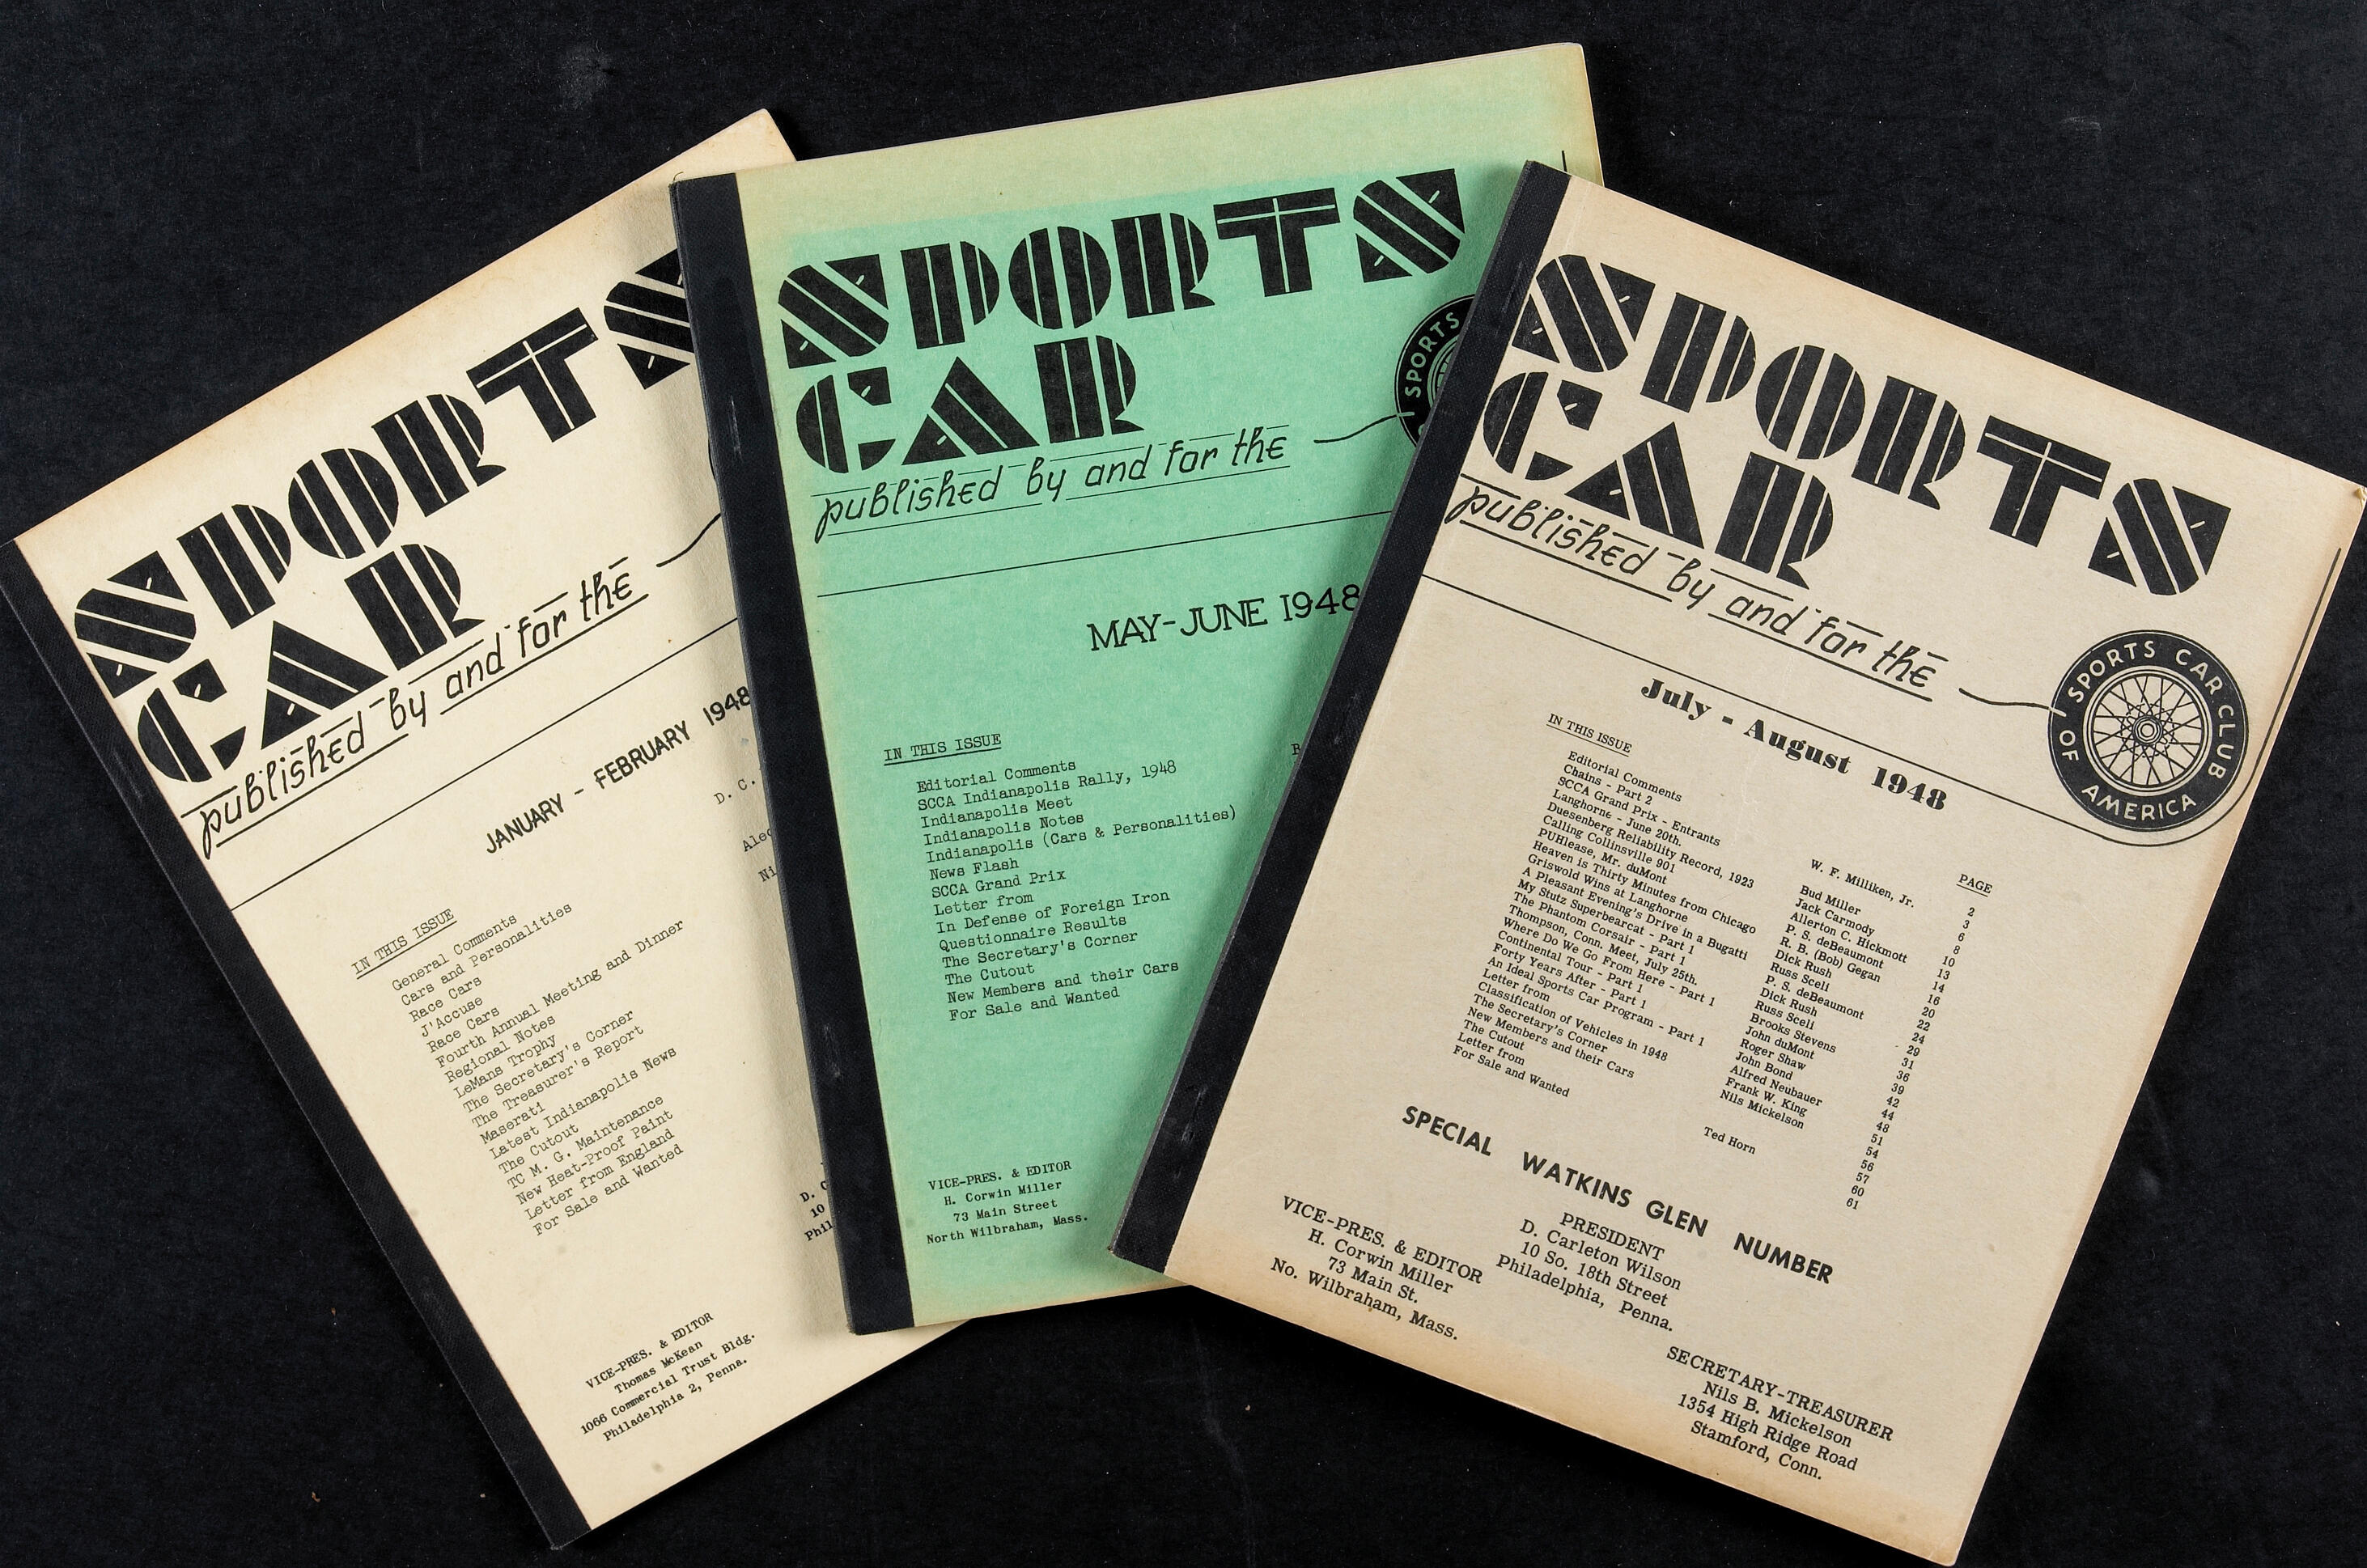 SPORTS
CAR
published by and for the
JANUARY - FEBRUARY 1948
IN THIS ISSUE
General Comments
Cars and Personalities
Race Cars
J'Accuse
Race Cars
Fourth Annual Meeting and Dinner
Regional Notes
LeMans Trophy
The Secretary's Corner
The Treasurer's Report
Maserati
Latest Indianapolis News
The Cutout
TC M. G. Maintenance
New Heat-Proof Paint
Letter from England
For Sale and Wanted
D. C.
VICE-PRES. & EDITOR
Thomas McKean
1066 Commercial Trust Bldg.
Philadelphia 2, Penna.
10
SPORTS
CAR
published by and for the
SPORTS
MAY-JUNE 1948
IN THIS ISSUE
Editorial Comments
SCCA Indianapolis Rally, 1948
Indianapolis Meet
Indianapolis Notes
Indianapolis (Cars & Personalities)
News Flash
SCCA Grand Prix
Letter from
In Defense of Foreign Iron
Questionnaire Results
The Secretary's Corner
The Cutout
New Members and their Cars
For Sale and Wanted
VICE-PRES. & EDITOR
H. Corwin Miller
73 Main Street
North Wilbraham, Mass.
SPORTS
CAR
published by and for the
SPORTS CAR CLUB
OF AMERICA
July - August 1948
IN THIS ISSUE
PAGE
Editorial Comments
Chains - Part 2
SCCA Grand Prix - Entrants
Langhorne - June 20th.
Duesenberg Reliability Record, 1923
Calling Collinsville 901
PUHlease, Mr. duMont
Heaven is Thirty Minutes from Chicago
Griswold Wins at Langhorne
A Pleasant Evening's Drive in a Bugatti
My Stutz Superbearcat - Part 1
The Phantom Corsair - Part 1
Thompson, Conn. Meet, July 25th.
Where Do We Go From Here - Part 1
Continental Tour - Part 1
Forty Years After - Part 1
An Ideal Sports Car Program - Part 1
Letter from
Classification of Vehicles in 1948
The Secretary's Corner
New Members and their Cars
The Cutout
Letter from
For Sale and Wanted
W. F. Milliken, Jr.
Bud Miller
Jack Carmody
Allerton C. Hickmott
P. S. deBeaumont
R. B. (Bob) Gegan
Dick Rush
Russ Sceli
P. S. deBeaumont
Dick Rush
Russ Sceli
Brooks Stevens
John duMont
Roger Shaw
John Bond
Alfred Neubauer
Frank W. King
Nils Mickelson
Ted Horn
2
3
6
8
10
13
14
16
20
22
24
29
31
36
39
42
44
48
51
54
56
57
60
61
SPECIAL WATKINS GLEN NUMBER
VICE-PRES. & EDITOR
H. Corwin Miller
73 Main St.
No. Wilbraham, Mass.
PRESIDENT
D. Carleton Wilson
10 So. 18th Street
Philadelphia, Penna.
SECRETARY-TREASURER
Nils B. Mickelson
1354 High Ridge Road
Stamford, Conn.